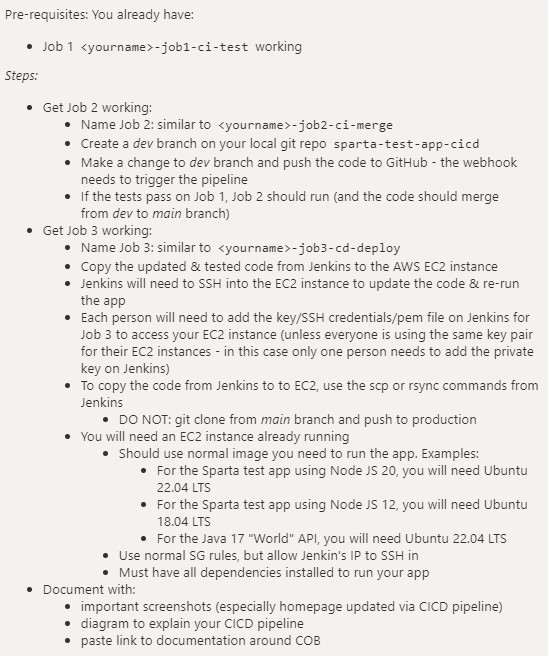 Pre-requisites: You already have:
• Job 1 <yourname>-job1-ci-test working
Steps:
• Get Job 2 working:
• Name Job 2: similar to <yourname>-job2-ci-merge
• Create a dev branch on your local git repo sparta-test-app-cicd
• Make a change to dev branch and push the code to GitHub - the webhook
needs to trigger the pipeline
• If the tests pass on Job 1, Job 2 should run (and the code should merge
from dev to main branch)
• Get Job 3 working:
• Name Job 3: similar to <yourname>-job3-cd-deploy
• Copy the updated & tested code from Jenkins to the AWS EC2 instance
• Jenkins will need to SSH into the EC2 instance to update the code & re-run
the app
• Each person will need to add the key/SSH credentials/pem file on Jenkins for
Job 3 to access your EC2 instance (unless everyone is using the same key pair
for their EC2 instances - in this case only one person needs to add the private
key on Jenkins)
• To copy the code from Jenkins to to EC2, use the scp or rsync commands from
Jenkins
• DO NOT: git clone from main branch and push to production
• You will need an EC2 instance already running
• Should use normal image you need to run the app. Examples:
• For the Sparta test app using Node JS 20, you will need Ubuntu
22.04 LTS
• For the Sparta test app using Node JS 12, you will need Ubuntu
18.04 LTS
• For the Java 17 "World" API, you will need Ubuntu 22.04 LTS
• Use normal SG rules, but allow Jenkin's IP to SSH in
• Must have all dependencies installed to run your app
• Document with:
• important screenshots (especially homepage updated via CICD pipeline)
• diagram to explain your CICD pipeline
• paste link to documentation around COB